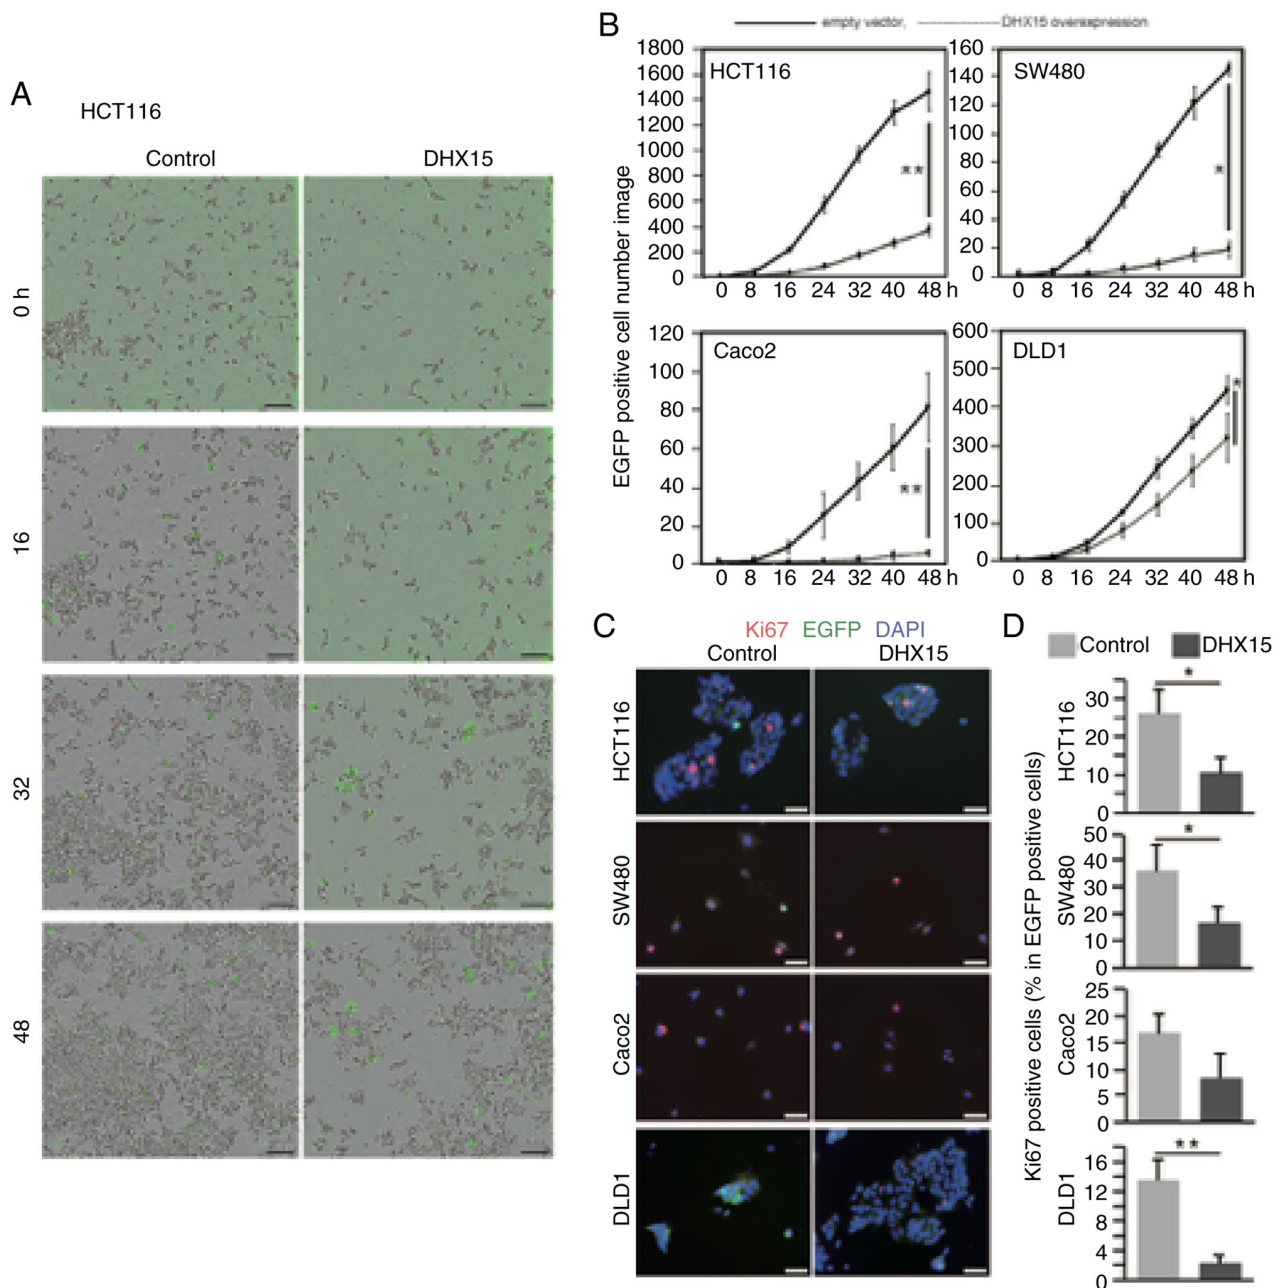 A
HCT116
Control DHX15
0 h
16
32
48
B
empty vector, DHX15 overexpression
EGFP positive cell number image
HCT116
1800
1600
1400
1200
1000
800
600
400
200
0
**
0 8 16 24 32 40 48 h
SW480
160
140
120
100
80
60
40
20
0
*
0 8 16 24 32 40 48 h
Caco2
120
100
80
60
40
20
0
**
0 8 16 24 32 40 48 h
DLD1
600
500
400
300
200
100
0
*
0 8 16 24 32 40 48 h
C
Ki67 EGFP DAPI
Control DHX15
HCT116
SW480
Caco2
DLD1
D
Control DHX15
Ki67 positive cells (% in EGFP positive cells)
HCT116
30
20
10
0
*
SW480
50
40
30
20
10
0
*
Caco2
25
20
15
10
5
0
DLD1
16
12
8
4
0
**